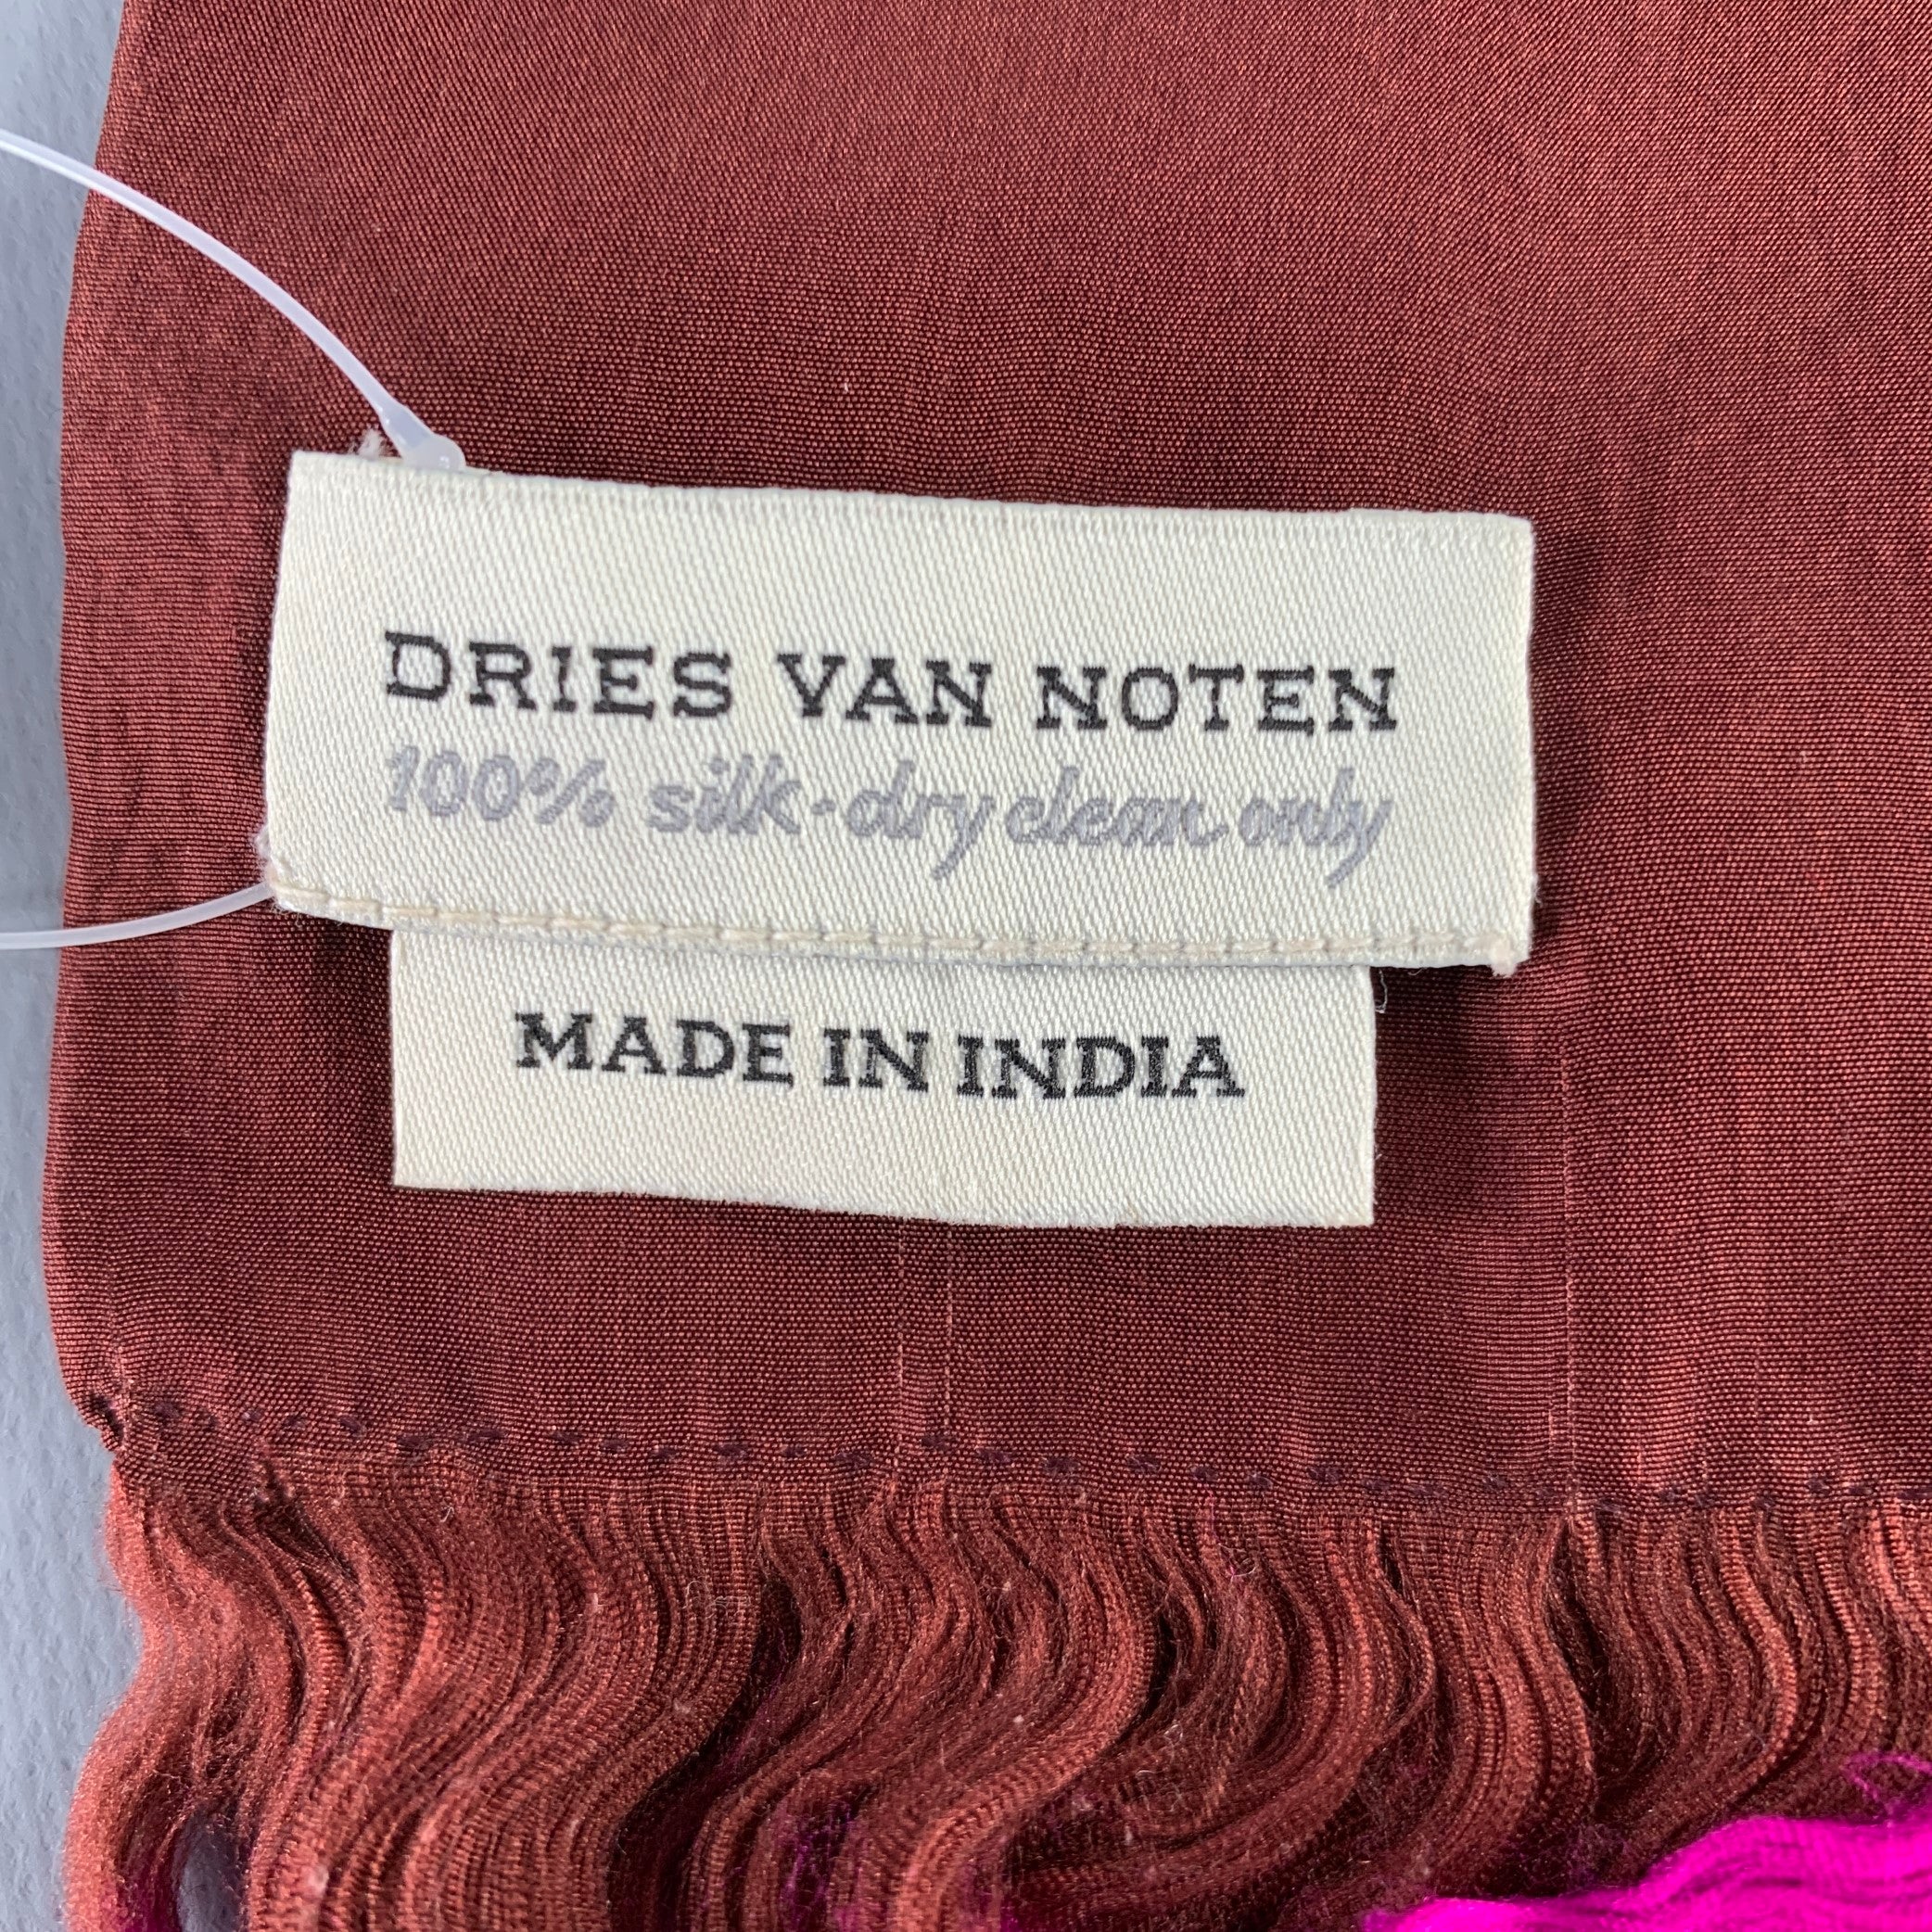 DRIES VAN NOTEN
100% silk · dry clean only
MADE IN INDIA